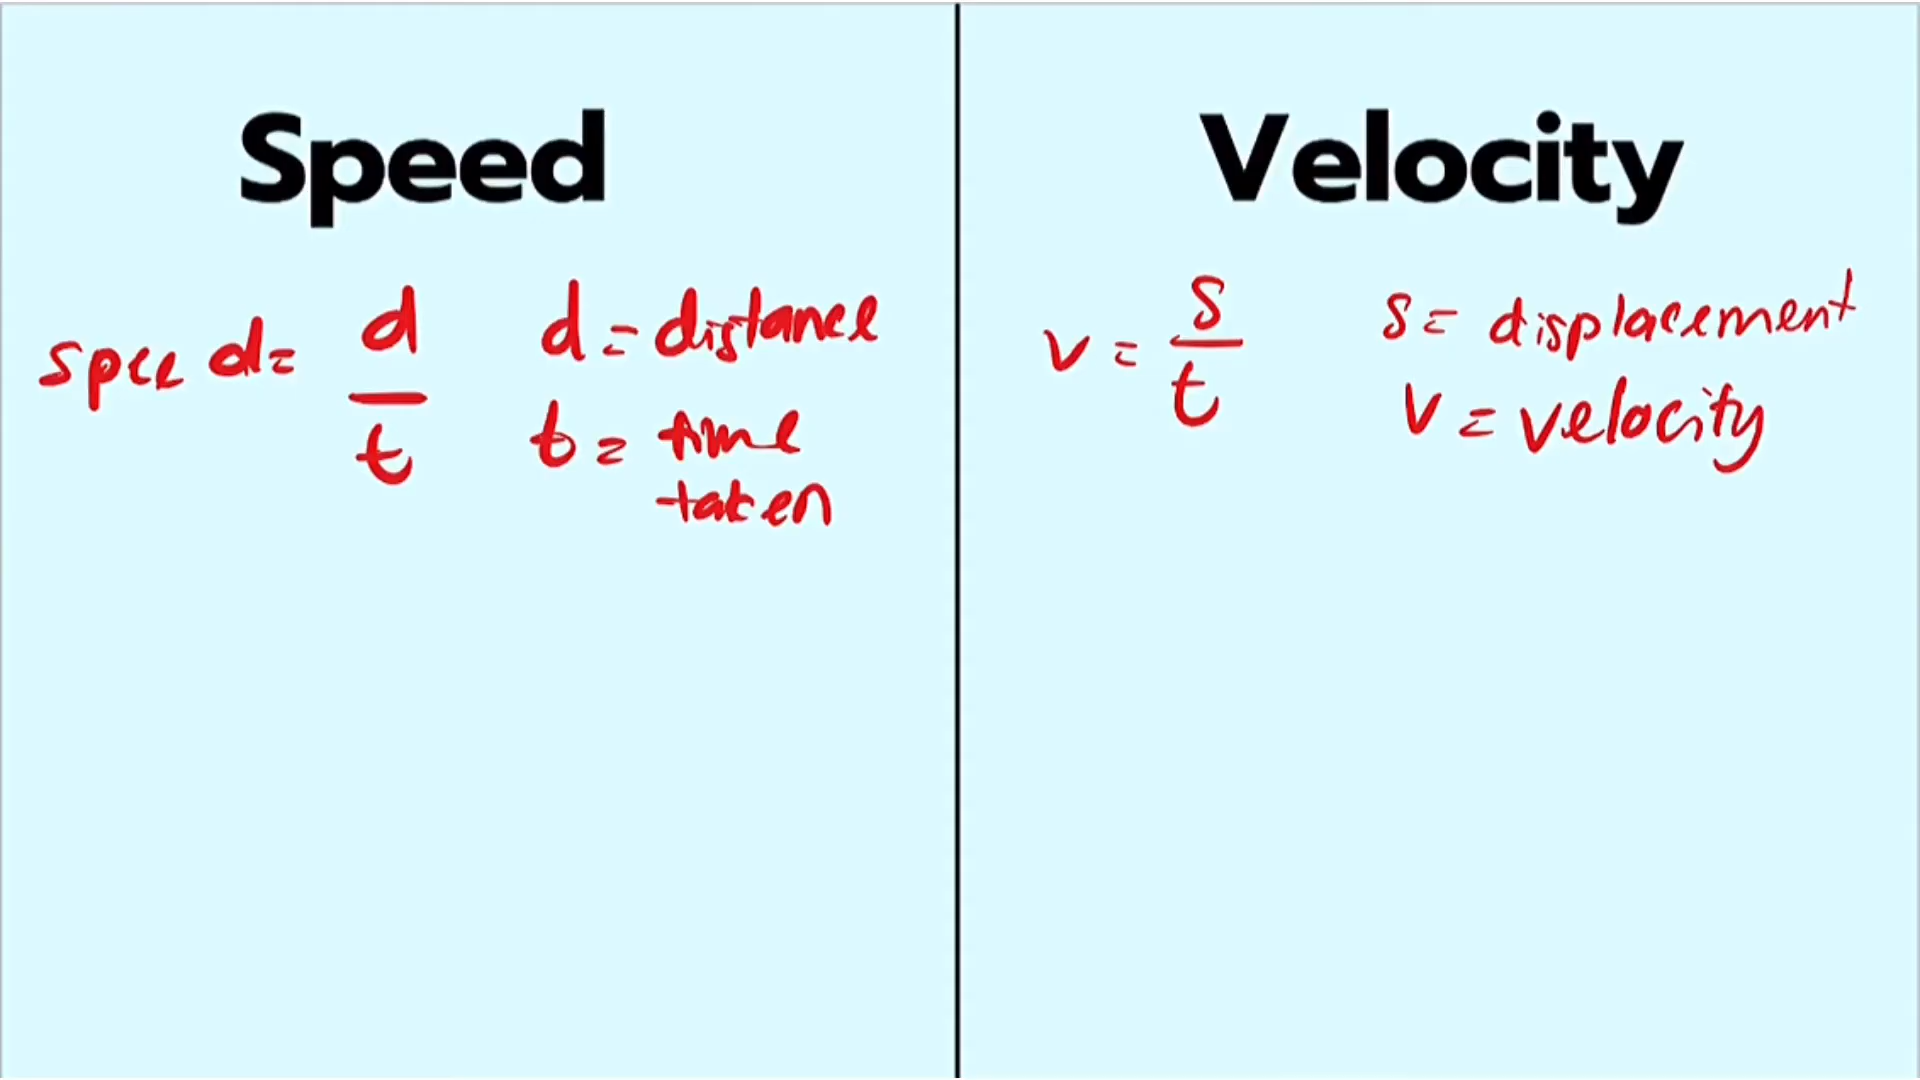 Speed
speed = d/t
d = distance
t = time
taken
Velocity
v = s/t
s = displacement
v = velocity